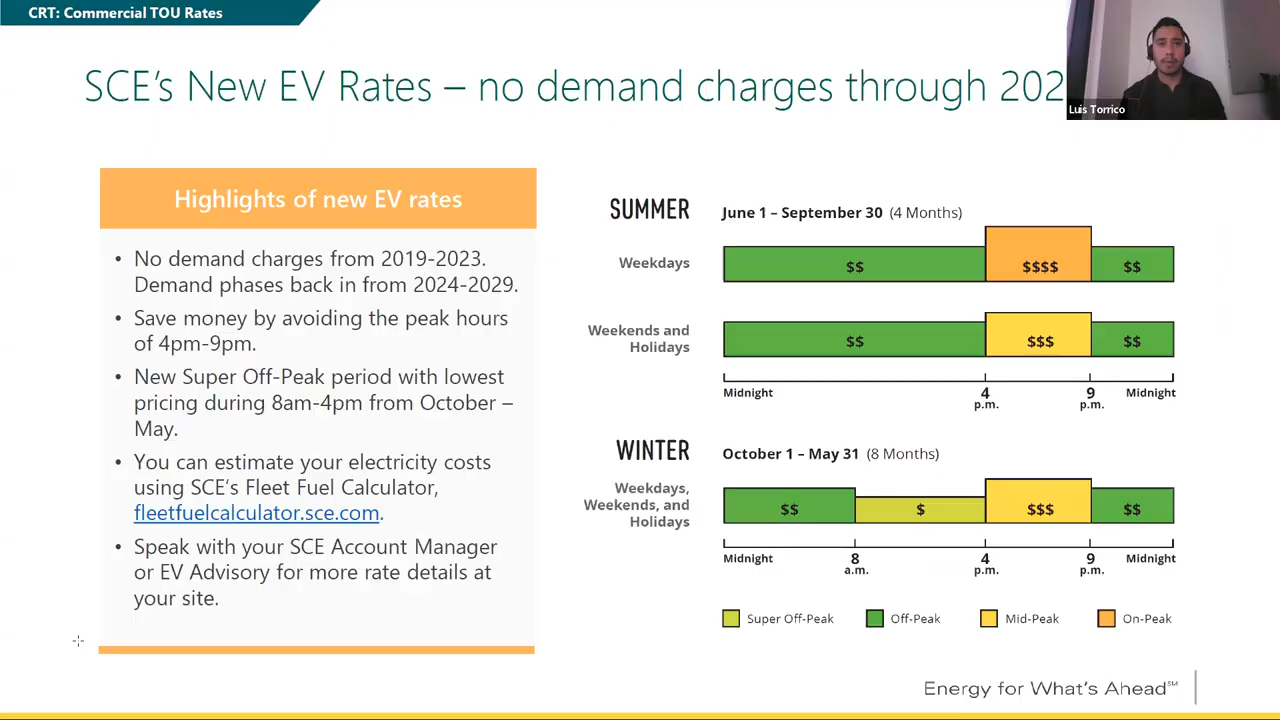 CRT: Commercial TOU Rates
SCE's New EV Rates – no demand charges through 202
Luis Torrico
Highlights of new EV rates
• No demand charges from 2019-2023.
Demand phases back in from 2024-2029.
• Save money by avoiding the peak hours
of 4pm-9pm.
• New Super Off-Peak period with lowest
pricing during 8am-4pm from October –
May.
• You can estimate your electricity costs
using SCE's Fleet Fuel Calculator,
fleetfuelcalculator.sce.com.
• Speak with your SCE Account Manager
or EV Advisory for more rate details at
your site.
SUMMER
June 1 – September 30 (4 Months)
Weekdays
$$ $$$$ $$
Weekends and
Holidays
$$ $$$ $$
Midnight 4 p.m. 9 p.m. Midnight
WINTER
October 1 – May 31 (8 Months)
Weekdays,
Weekends, and
Holidays
$$ $ $$$ $$
Midnight 8 a.m. 4 p.m. 9 p.m. Midnight
Super Off-Peak Off-Peak Mid-Peak On-Peak
Energy for What's Ahead℠